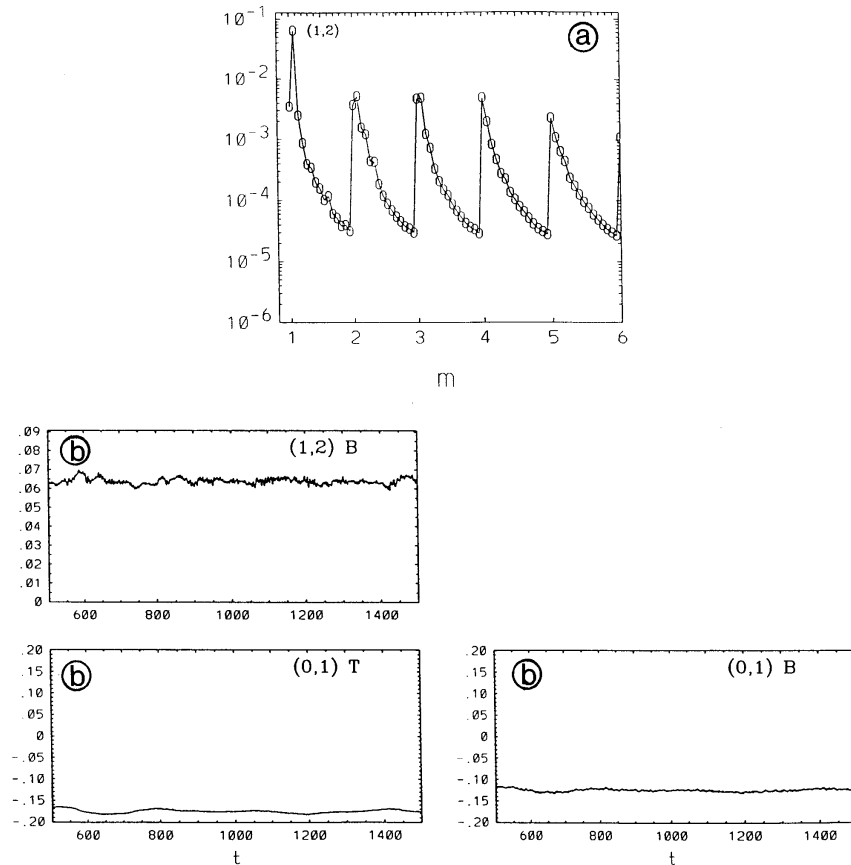 10⁻¹
(1,2)
a
10⁻²
10⁻³
10⁻⁴
10⁻⁵
10⁻⁶
1 2 3 4 5 6
m
.09
b
(1,2) B
.08
.07
.06
.05
.04
.03
.02
.01
0
600 800 1000 1200 1400
.20
b
(0,1) T
.15
.10
.05
0
-.05
-.10
-.15
-.20
600 800 1000 1200 1400
t
.20
b
(0,1) B
.15
.10
.05
0
-.05
-.10
-.15
-.20
600 800 1000 1200 1400
t